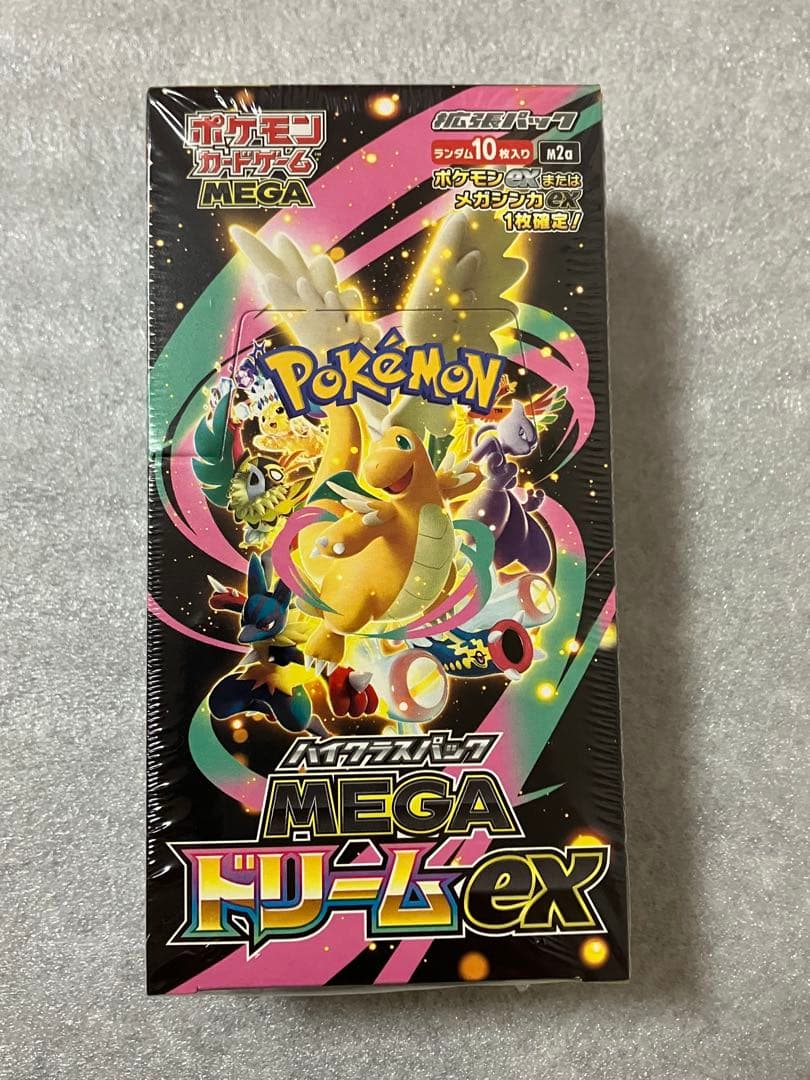 ポケモン
カードゲーム
MEGA
拡張パック
ランダム10枚入り M2a
ポケモンexまたは
メガシンカex
1枚確定!
POKéMON
TM
ハイクラスパック
MEGA
ドリームex